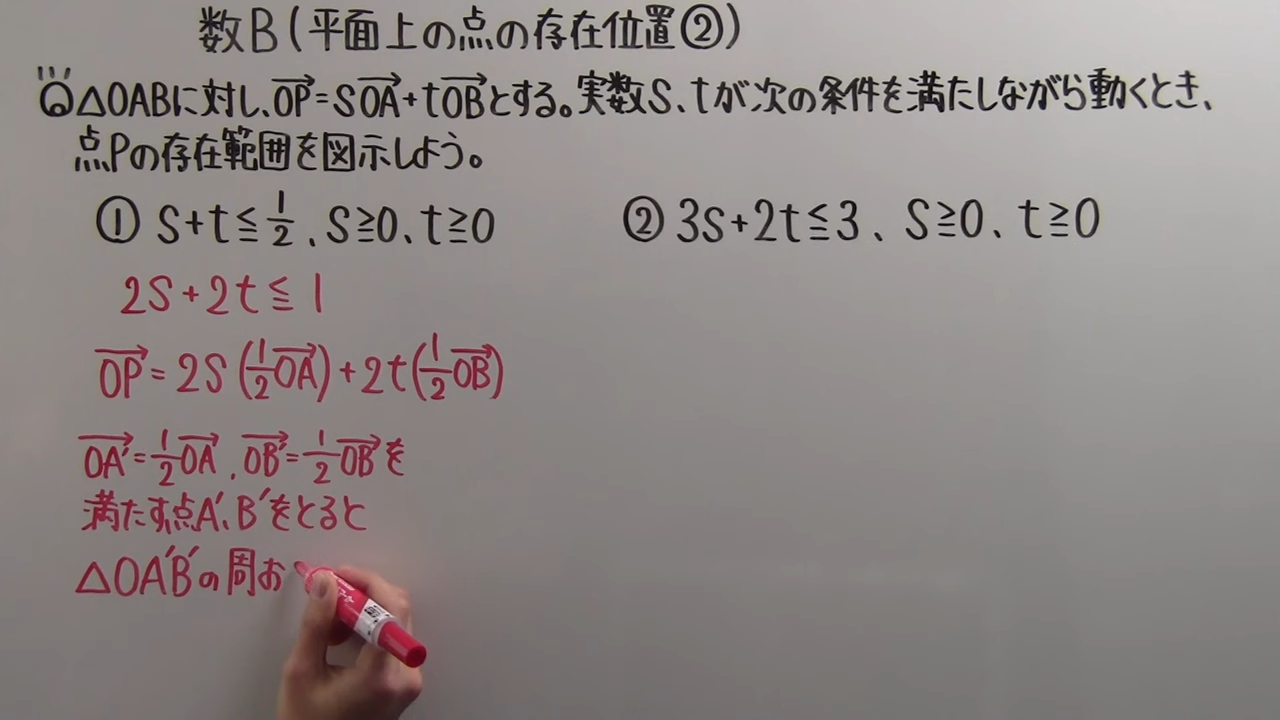 数B(平面上の点の存在位置②)
△OABに対し、OP→=sOA→+tOB→とする。実数s、tが次の条件を満たしながら動くとき、
点Pの存在範囲を図示しよう。
① s+t≦1/2、s≧0、t≧0
② 3s+2t≦3、s≧0、t≧0
2s+2t≦1
OP→=2s(1/2OA→)+2t(1/2OB→)
OA'→=1/2OA→、OB'→=1/2OB→を
満たす点A'、B'をとると
△OA'B'の周お